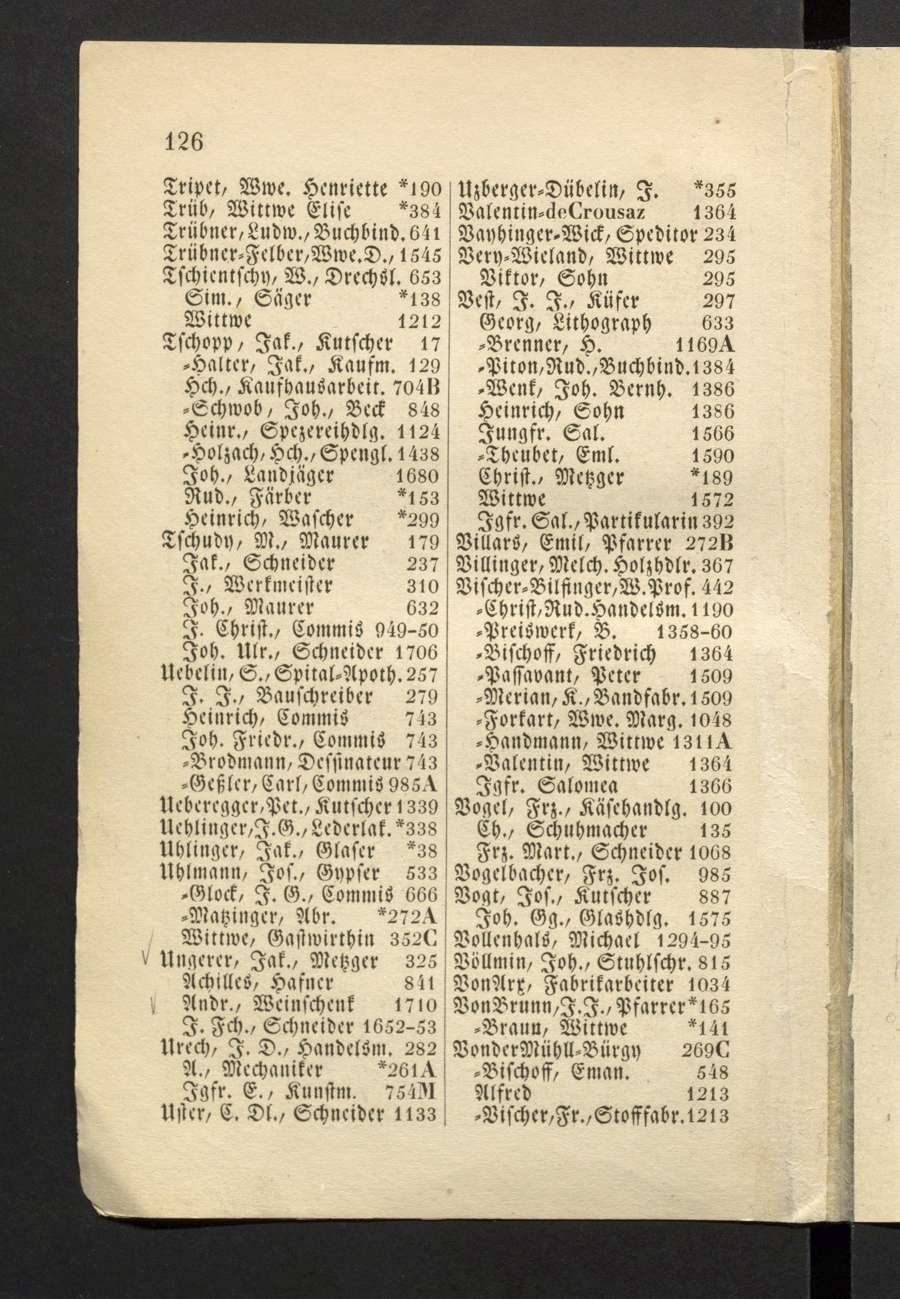 126
Tripet, Wwe. Henriette *190
Trüb, Wittwe Elise *384
Trübner, Ludw., Buchbind. 641
Trübner-Felber, Wwe. D., 1545
Tschientschy, W., Drechsl. 653
Sim., Säger *138
Wittwe 1212
Tschopp, Jak., Kutscher 17
-Halter, Jak., Kaufm. 129
Hch., Kaufhausarbeit. 704B
-Schwob, Joh., Beck 848
Heinr., Spezereihdlg. 1124
-Holzach, Hch., Spengl. 1438
Joh., Landjäger 1680
Rud., Färber *153
Heinrich, Wascher *299
Tschudy, M., Maurer 179
Jak., Schneider 237
J., Werkmeister 310
Joh., Maurer 632
J. Christ., Commis 949-50
Joh. Ulr., Schneider 1706
Uebelin, S., Spital-Apoth. 257
J. J., Bauschreiber 279
Heinrich, Commis 743
Joh. Friedr., Commis 743
-Brodmann, Dessinateur 743
-Geßler, Carl, Commis 985A
Ueberegger, Pet., Kutscher 1339
Uehlinger, J. G., Lederlak. *338
Uhlinger, Jak., Glaser *38
Uhlmann, Jos., Gypser 533
-Glock, J. G., Commis 666
-Matzinger, Abr. *272A
Wittwe, Gastwirthin 352C
Ungerer, Jak., Metzger 325
Achilles, Hafner 841
Andr., Weinschenk 1710
J. Fch., Schneider 1652-53
Urech, J. D., Handelsm. 282
A., Mechaniker *261A
Jgfr. E., Kunstm. 754M
Uster, C. Dl., Schneider 1133
Uzberger-Dübelin, J. *355
Valentin-deCrousaz 1364
Vayhinger-Wick, Speditor 234
Very-Wieland, Wittwe 295
Viktor, Sohn 295
Vest, J. J., Küfer 297
Georg, Lithograph 633
-Brenner, H. 1169A
-Piton, Rud., Buchbind. 1384
-Wenk, Joh. Bernh. 1386
Heinrich, Sohn 1386
Jungfr. Sal. 1566
-Theubet, Eml. 1590
Christ., Metzger *189
Wittwe 1572
Jgfr. Sal., Partikularin 392
Villars, Emil, Pfarrer 272B
Villinger, Melch. Holzhdlr. 367
Vischer-Bilfinger, W. Prof. 442
-Christ, Rud. Handelsm. 1190
-Preiswerk, B. 1358-60
-Bischoff, Friedrich 1364
-Passavant, Peter 1509
-Merian, K., Bandfabr. 1509
-Forkart, Wwe. Marg. 1048
-Handmann, Wittwe 1311A
-Valentin, Wittwe 1364
Jgfr. Salomea 1366
Vogel, Frz., Käsehandlg. 100
Ch., Schuhmacher 135
Frz. Mart., Schneider 1068
Vogelbacher, Frz. Jos. 985
Vogt, Jos., Kutscher 887
Joh. Gg., Glashdlg. 1575
Vollenhals, Michael 1294-95
Völlmin, Joh., Stuhlschr. 815
VonArx, Fabrikarbeiter 1034
VonBrunn, J. J., Pfarrer *165
-Braun, Wittwe *141
VonderMühll-Bürgy 269C
-Bischoff, Eman. 548
Alfred 1213
-Vischer, Fr., Stofffabr. 1213